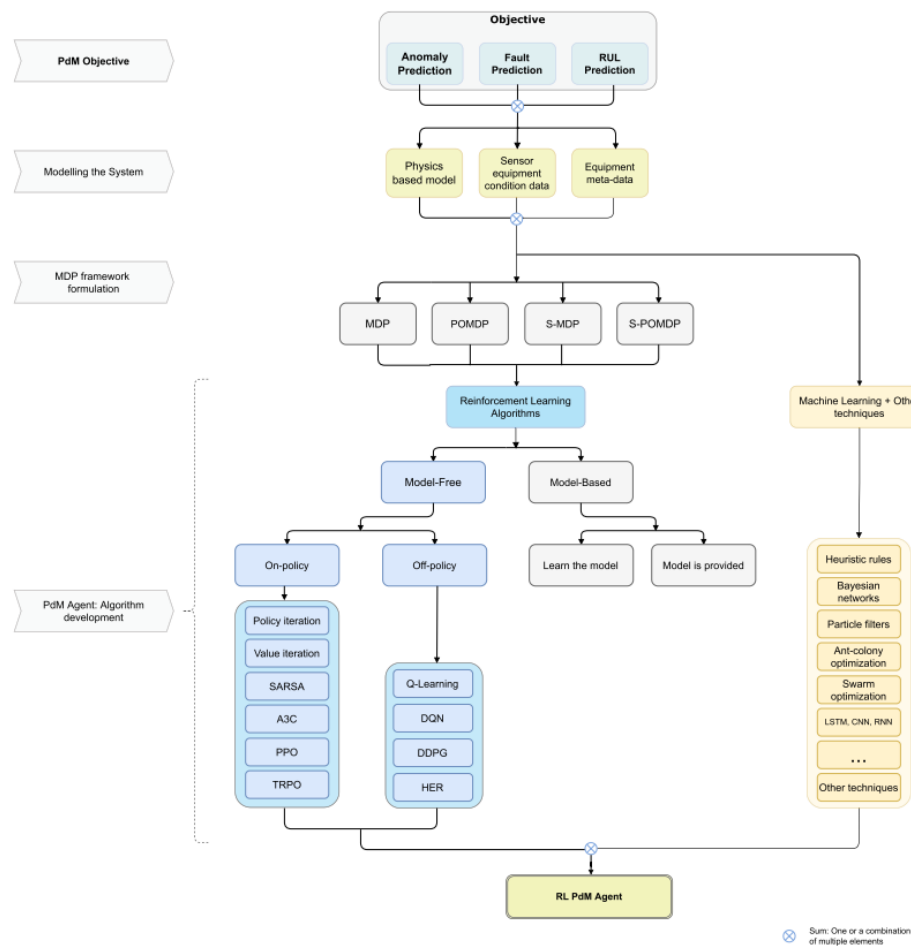 Objective
PdM Objective
Anomaly
Prediction
Fault
Prediction
RUL
Prediction
Modelling the System
Physics
based model
Sensor
equipment
condition data
Equipment
meta-data
MDP framework
formulation
MDP
POMDP
S-MDP
S-POMDP
Reinforcement Learning
Algorithms
Machine Learning + Oth
techniques
Model-Free
Model-Based
On-policy
Off-policy
Learn the model
Model is provided
PdM Agent: Algorithm
development
Policy iteration
Value iteration
SARSA
A3C
PPO
TRPO
Q-Learning
DQN
DDPG
HER
Heuristic rules
Bayesian
networks
Particle filters
Ant-colony
optimization
Swarm
optimization
LSTM, CNN, RNN
...
Other techniques
RL PdM Agent
Sum: One or a combination
of multiple elements